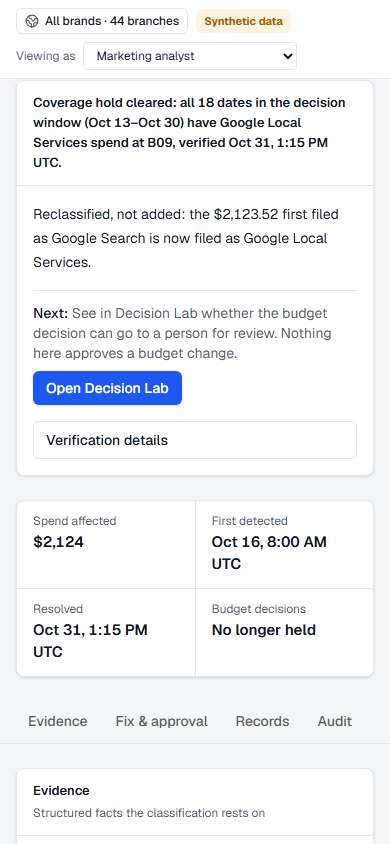 All brands · 44 branches
Synthetic data
Viewing as
Marketing analyst
Coverage hold cleared: all 18 dates in the decision
window (Oct 13–Oct 30) have Google Local
Services spend at B09, verified Oct 31, 1:15 PM
UTC.
Reclassified, not added: the $2,123.52 first filed
as Google Search is now filed as Google Local
Services.
Next: See in Decision Lab whether the budget
decision can go to a person for review. Nothing
here approves a budget change.
Open Decision Lab
Verification details
Spend affected
$2,124
First detected
Oct 16, 8:00 AM
UTC
Resolved
Oct 31, 1:15 PM
UTC
Budget decisions
No longer held
Evidence
Fix & approval
Records
Audit
Evidence
Structured facts the classification rests on